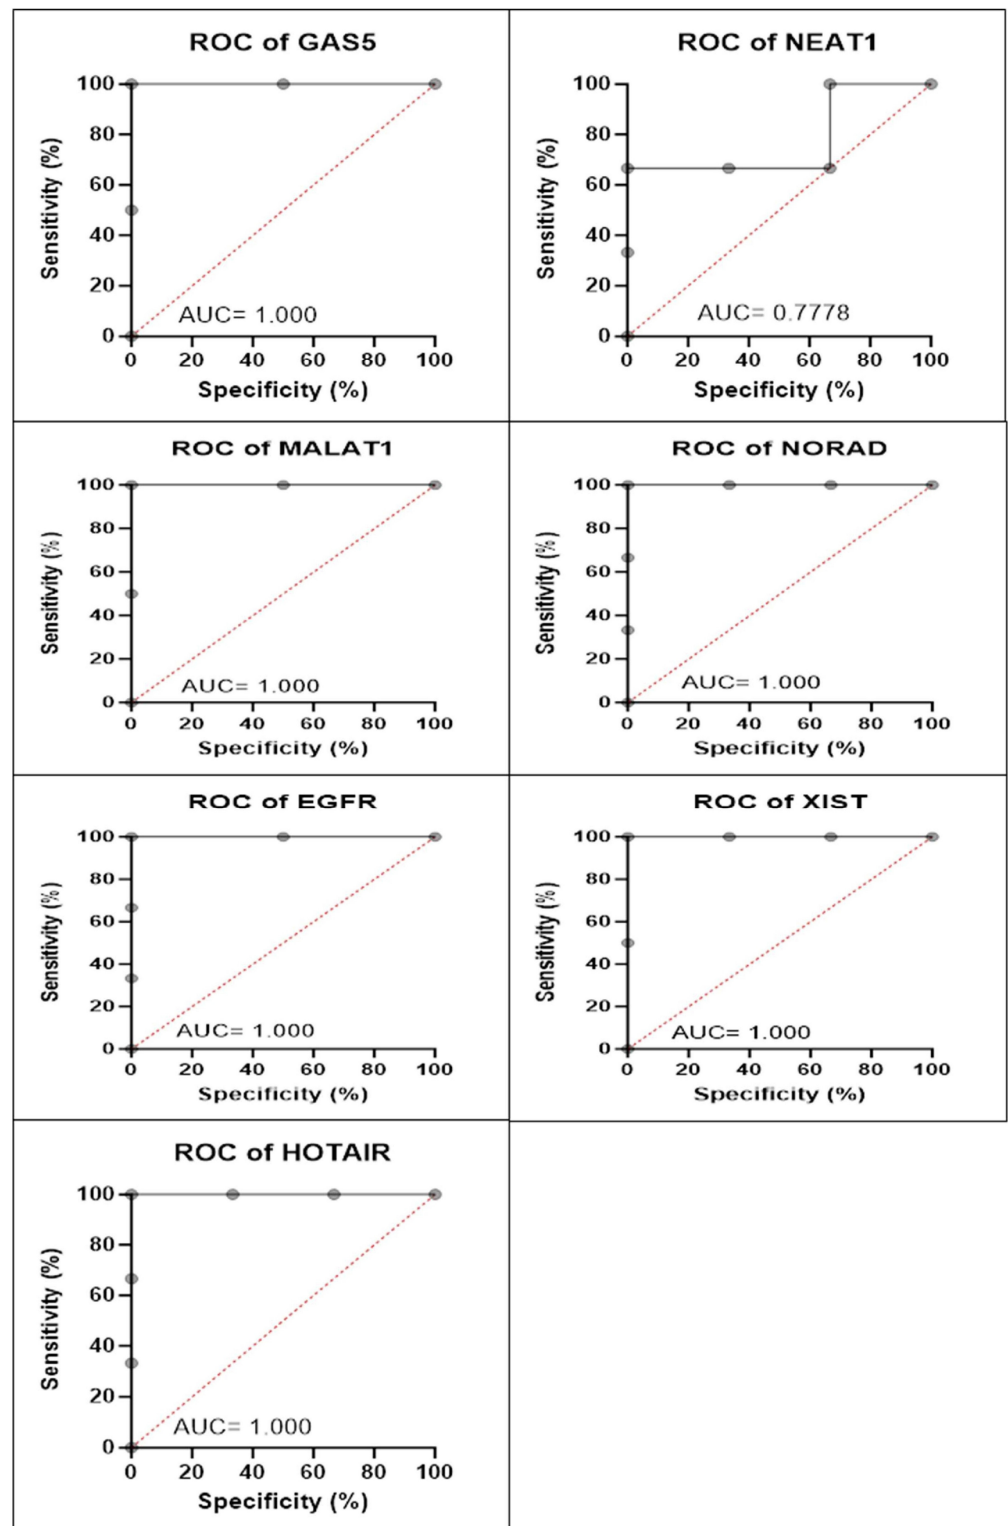 ROC of GAS5
100
80
60
40
20
0
Sensitivity (%)
AUC= 1.000
0 20 40 60 80 100
Specificity (%)
ROC of NEAT1
100
80
60
40
20
0
Sensitivity (%)
AUC= 0.7778
0 20 40 60 80 100
Specificity (%)
ROC of MALAT1
100
80
60
40
20
0
Sensitivity (%)
AUC= 1.000
0 20 40 60 80 100
Specificity (%)
ROC of NORAD
100
80
60
40
20
0
Sensitivity (%)
AUC= 1.000
0 20 40 60 80 100
Specificity (%)
ROC of EGFR
100
80
60
40
20
0
Sensitivity (%)
AUC= 1.000
0 20 40 60 80 100
Specificity (%)
ROC of XIST
100
80
60
40
20
0
Sensitivity (%)
AUC= 1.000
0 20 40 60 80 100
Specificity (%)
ROC of HOTAIR
100
80
60
40
20
0
Sensitivity (%)
AUC= 1.000
0 20 40 60 80 100
Specificity (%)